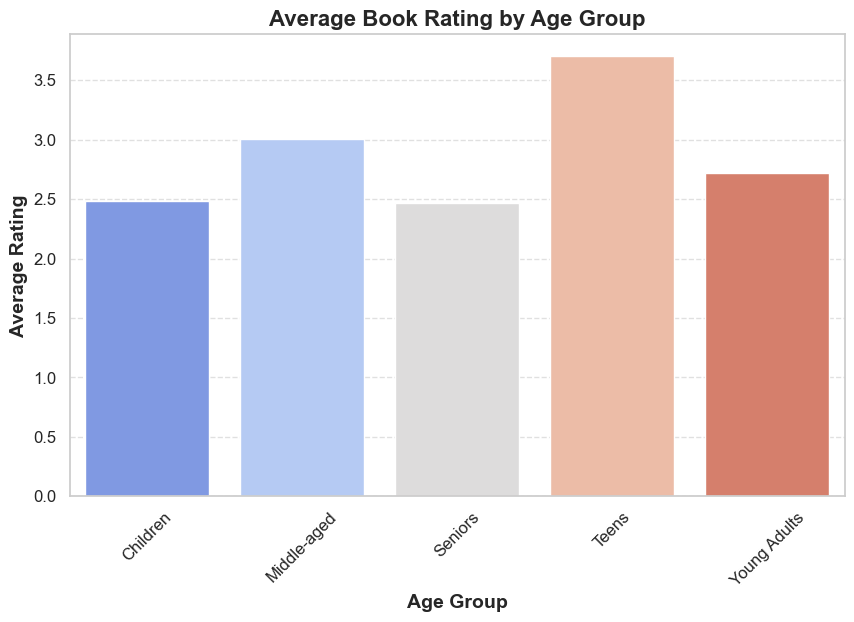 Average Book Rating by Age Group
Average Rating
3.5
3.0
2.5
2.0
1.5
1.0
0.5
0.0
Children
Middle-aged
Seniors
Teens
Young Adults
Age Group